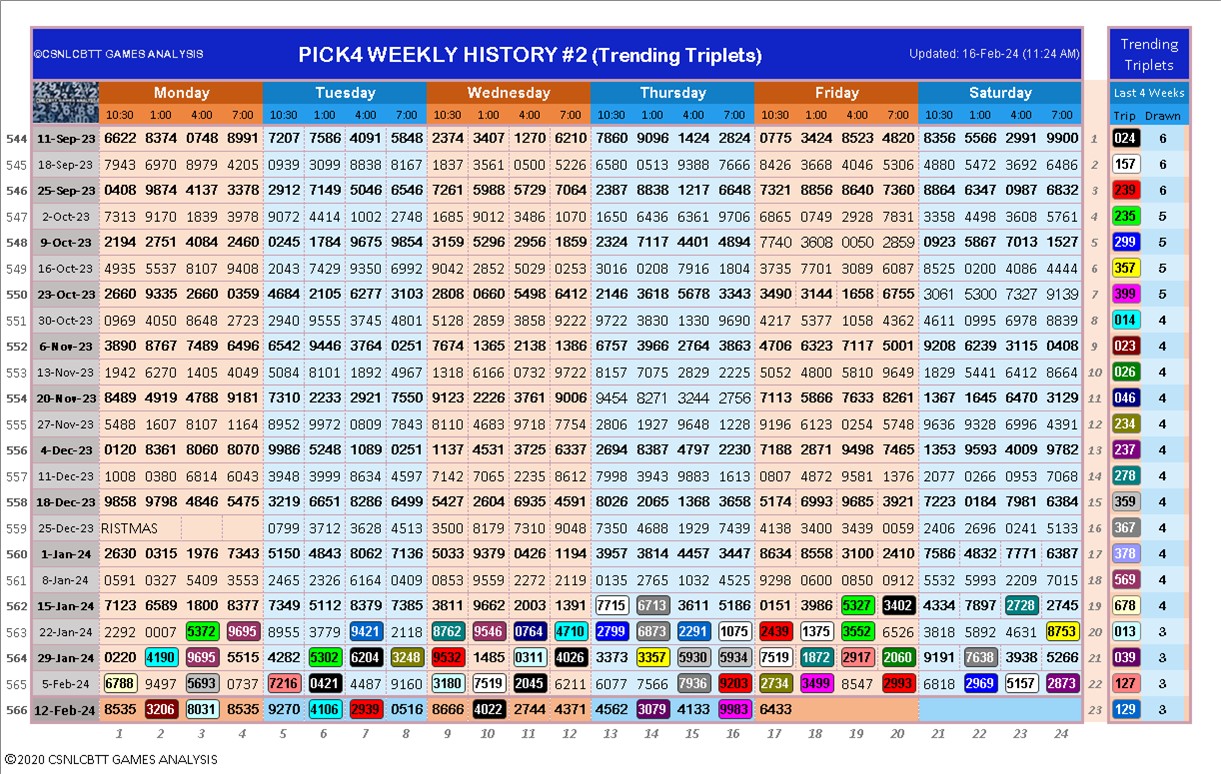 ©CSNLCBTT GAMES ANALYSIS PICK4 WEEKLY HISTORY #2 (Trending Triplets) Updated: 16-Feb-24 (11:24 AM) Trending
Triplets
CSNLCBTT GAMES ANALYSIS Monday Tuesday Wednesday Thursday Friday Saturday Last 4 Weeks
10:30 1:00 4:00 7:00 10:30 1:00 4:00 7:00 10:30 1:00 4:00 7:00 10:30 1:00 4:00 7:00 10:30 1:00 4:00 7:00 10:30 1:00 4:00 7:00 Trip Drawn
544 11-Sep-23 6622 8374 0748 8991 7207 7586 4091 5848 2374 3407 1270 6210 7860 9096 1424 2824 0775 3424 8523 4820 8356 5566 2991 9900 1 024 6
545 18-Sep-23 7943 6970 8979 4205 0939 3099 8838 8167 1837 3561 0500 5226 6580 0513 9385 7666 8426 3668 4046 5306 4880 5472 3692 6486 2 157 6
546 25-Sep-23 0408 9874 4137 3378 2912 7149 5046 6546 7261 5988 5729 7064 2387 8838 1217 6648 7321 8856 8640 7360 8864 6347 0987 6832 3 239 6
547 2-Oct-23 7313 9170 1839 3978 9072 4414 1002 2748 1685 9012 3486 1070 1650 6436 6361 9706 6865 0749 2928 7831 3358 4498 3608 5761 4 235 5
548 9-Oct-23 2194 2751 4084 2460 0245 1784 9675 9854 3159 5296 2956 1859 2324 7117 4401 4894 7740 3608 0050 2859 0923 5867 7013 1527 5 299 5
549 16-Oct-23 4935 5537 8107 9408 2043 7429 9350 6992 9042 2852 5029 0253 3016 0208 7916 1804 3735 7701 3089 6087 8525 0200 4086 4444 6 357 5
550 23-Oct-23 2660 9335 2660 0359 4684 2105 6277 3103 2808 0660 5498 6412 2146 3618 5678 3343 3490 3144 1658 6755 3061 5300 7327 9139 7 399 5
551 30-Oct-23 0969 4050 8648 2723 2940 9555 3745 4801 5128 2859 3858 9222 9722 3830 1330 9690 4217 5377 1058 4362 4611 0995 6978 8839 8 014 4
552 6-Nov-23 3890 8767 7489 6496 6542 9446 3764 0251 7674 1365 2138 1386 6757 3966 2764 3863 4706 6323 7117 5001 9208 6239 3115 0408 9 023 4
553 13-Nov-23 1942 6270 1405 4049 5084 8101 1892 4967 1318 6166 0732 9722 8157 7075 2829 2225 5052 4800 5810 9649 1829 5441 6412 8664 10 026 4
554 20-Nov-23 8489 4919 4788 9181 7310 2233 2921 7550 9123 2226 3761 9006 9454 8271 3244 2756 7113 5866 7633 8261 1367 1645 6470 3129 11 046 4
555 27-Nov-23 5488 1607 8107 1164 8952 9972 0809 7843 8110 4683 9718 7754 2806 1927 9648 1228 9196 6123 0254 5748 9636 9328 6996 4391 12 234 4
556 4-Dec-23 0120 8361 8060 8070 9986 5248 1089 0251 1137 4531 3725 6337 2694 8387 4797 2230 7188 2871 9498 7465 1353 9593 4009 9782 13 237 4
557 11-Dec-23 1008 0380 6814 6043 3948 3999 8634 4597 1142 7065 2235 8612 7998 3943 9883 1613 0807 4872 9581 1376 2077 0266 0953 7068 14 278 4
558 18-Dec-23 9858 9798 4846 5475 3219 6651 8286 6499 5427 2604 6935 4591 8026 2065 1368 3658 5174 6993 9685 3921 7223 0184 7981 6384 15 359 4
559 25-Dec-23 RISTMAS 0799 3712 3628 4513 3500 8179 7310 9048 7350 4688 1929 7439 4138 3400 3439 0059 2406 2696 0241 5133 16 367 4
560 1-Jan-24 2630 0315 1976 7343 5150 4843 8062 7136 5033 9379 0426 1194 3957 3814 4457 3447 8634 8558 3100 2410 7586 4832 7771 6387 17 378 4
561 8-Jan-24 0591 0327 5409 3553 2465 2326 6164 0409 0853 9559 2272 2119 0135 2765 1032 4525 9298 0600 0850 0912 5532 5993 2209 7015 18 569 4
562 15-Jan-24 7123 6589 1800 8377 7349 5112 8379 7385 3811 9662 2003 1391 7715 6713 3611 5186 0151 3986 5327 3402 4334 7897 2728 2745 19 678 4
563 22-Jan-24 2292 0007 5372 9695 8955 3779 9421 2118 8762 9546 0764 4710 2799 6873 2291 1075 2439 1375 3552 6526 3818 5892 4631 8753 20 013 3
564 29-Jan-24 0220 4190 9695 5515 4282 5302 6204 3248 9532 1485 0311 4026 3373 3357 5930 5934 7519 1872 2917 2060 9191 7638 3938 5266 21 039 3
565 5-Feb-24 6788 9497 5693 0737 7216 0421 4487 9160 3180 7519 2045 6211 6077 7566 7936 9203 2734 3499 8547 2993 6818 2969 5157 2873 22 127 3
566 12-Feb-24 8535 3206 8031 8535 9270 4106 2939 0516 8666 4022 2744 4371 4562 3079 4133 9983 6433 23 129 3
1 2 3 4 5 6 7 8 9 10 11 12 13 14 15 16 17 18 19 20 21 22 23 24
©2020 CSNLCBTT GAMES ANALYSIS